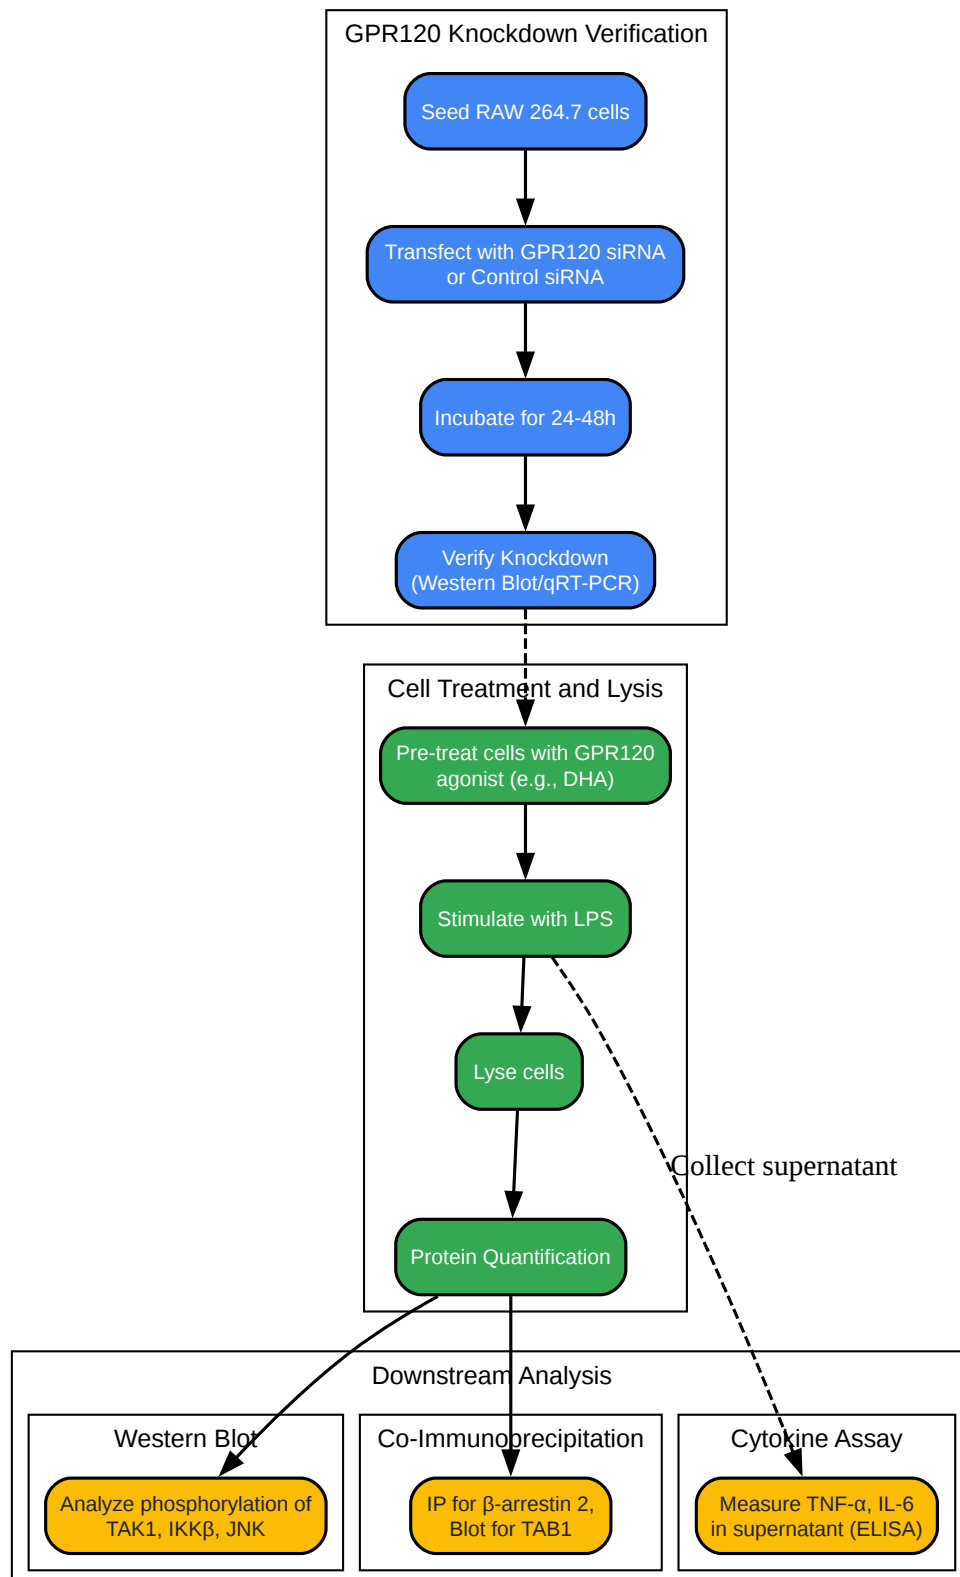 GPR120 Knockdown Verification
Seed RAW 264.7 cells
Transfect with GPR120 siRNA
or Control siRNA
Incubate for 24-48h
Verify Knockdown
(Western Blot/qRT-PCR)
Cell Treatment and Lysis
Pre-treat cells with GPR120
agonist (e.g., DHA)
Stimulate with LPS
Lyse cells
Collect supernatant
Protein Quantification
Downstream Analysis
Western Blot
Analyze phosphorylation of
TAK1, IKKβ, JNK
Co-Immunoprecipitation
IP for β-arrestin 2,
Blot for TAB1
Cytokine Assay
Measure TNF-α, IL-6
in supernatant (ELISA)